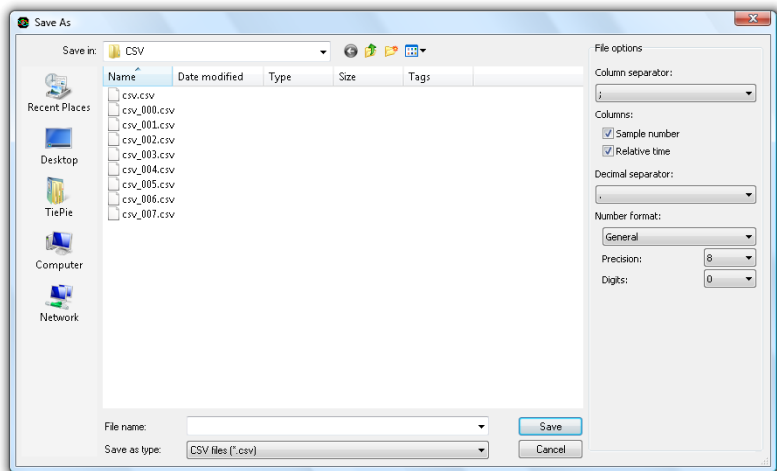 Save As
Save in: CSV
Name Date modified Type Size Tags
csv.csv
csv_000.csv
csv_001.csv
csv_002.csv
csv_003.csv
csv_004.csv
csv_005.csv
csv_006.csv
csv_007.csv
Recent Places
Desktop
TiePie
Computer
Network
File name:
Save as type: CSV files (*.csv)
Save
Cancel
File options
Column separator:
;
Columns:
Sample number
Relative time
Decimal separator:
,
Number format:
General
Precision: 8
Digits: 0